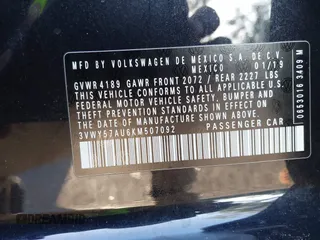 MFD. BY VOLKSWAGEN DE MEXICO S.A. DE C.V.
MEXICO 01/19
GVWR 4189 GAWR FRONT 2072 / REAR 2227 LBS
THIS VEHICLE CONFORMS TO ALL APPLICABLE
FEDERAL MOTOR VEHICLE SAFETY, BUMPER AND
THEFT PREVENTION STANDARDS IN EFFECT ON
THE DATE OF MANUFACTURE SHOWN ABOVE.
3VWY57AU6KM507092 PASSENGER CAR
0653016 3409 M